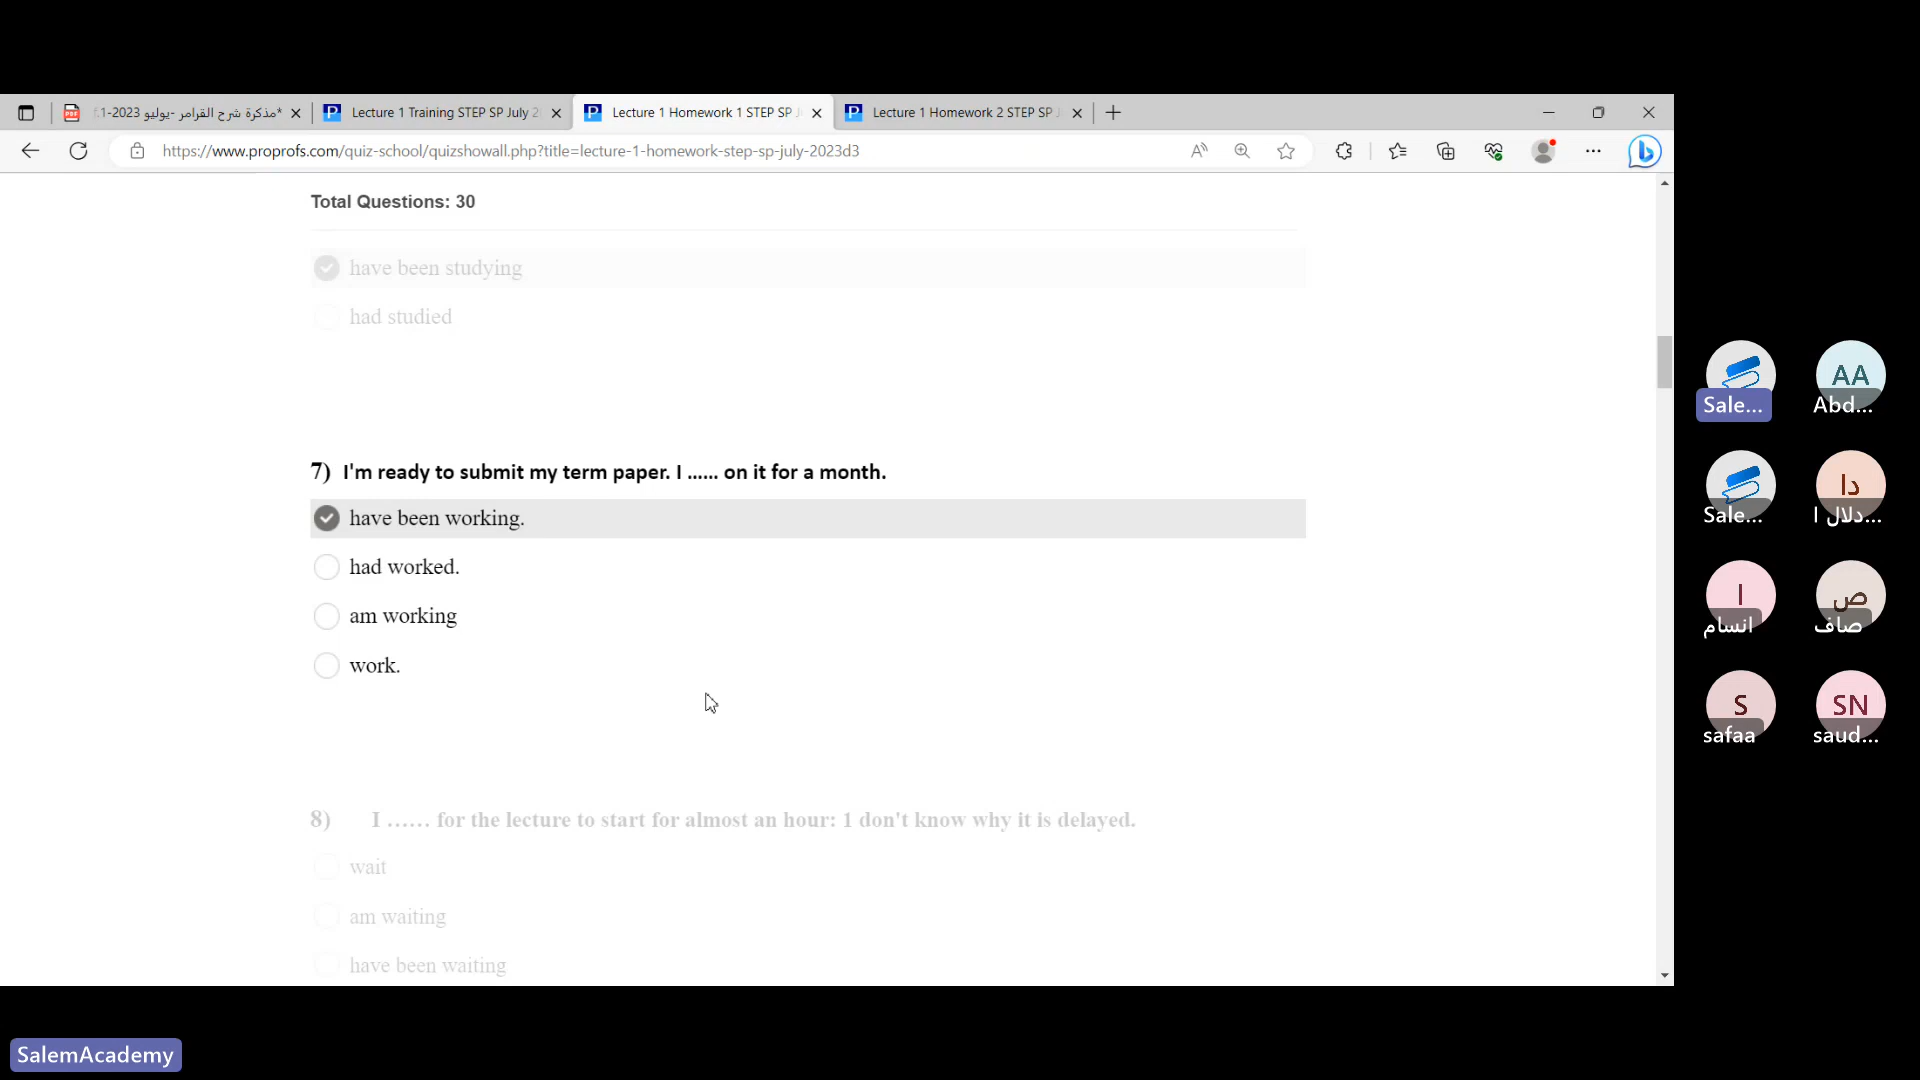 *مذكرة شرح القرامر -يوليو 2023-1.
Lecture 1 Training STEP SP July 2
Lecture 1 Homework 1 STEP SP J
Lecture 1 Homework 2 STEP SP J
https://www.proprofs.com/quiz-school/quizshowall.php?title=lecture-1-homework-step-sp-july-2023d3
Total Questions: 30
have been studying
had studied
7) I'm ready to submit my term paper. I ...... on it for a month.
have been working.
had worked.
am working
work.
8) I ...... for the lecture to start for almost an hour: 1 don't know why it is delayed.
wait
am waiting
have been waiting
Sale...
AA
Abd...
Sale...
دا
دلال ا...
ا
انسام
ص
صاف
S
safaa
SN
saud...
SalemAcademy